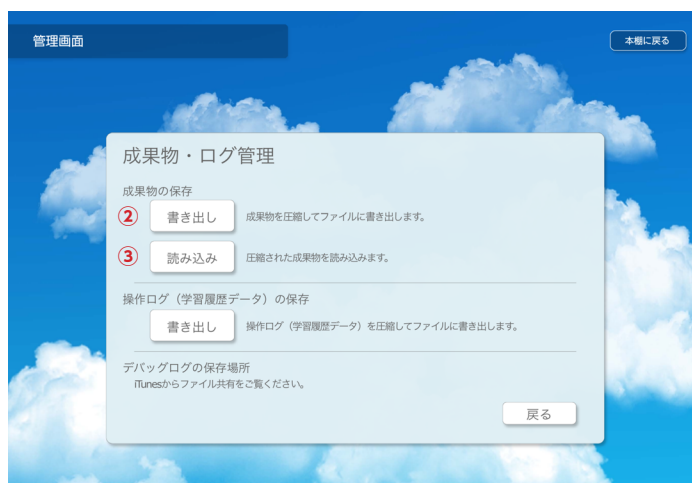 管理画面
本棚に戻る
成果物・ログ管理
成果物の保存
② 書き出し 成果物を圧縮してファイルに書き出します。
③ 読み込み 圧縮された成果物を読み込みます。
操作ログ（学習履歴データ）の保存
書き出し 操作ログ（学習履歴データ）を圧縮してファイルに書き出します。
デバッグログの保存場所
iTunesからファイル共有をご覧ください。
戻る